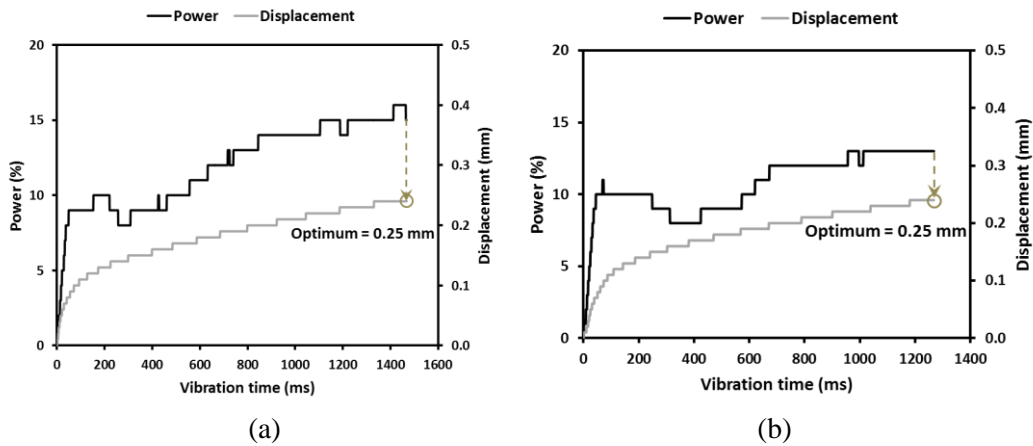 Power Displacement
20
15
10
5
0
Power (%)
0.5
0.4
0.3
0.2
0.1
0.0
Displacement (mm)
Optimum = 0.25 mm
0 200 400 600 800 1000 1200 1400 1600
Vibration time (ms)
(a)
Power Displacement
20
15
10
5
0
Power (%)
0.5
0.4
0.3
0.2
0.1
0.0
Displacement (mm)
Optimum = 0.25 mm
0 200 400 600 800 1000 1200 1400
Vibration time (ms)
(b)